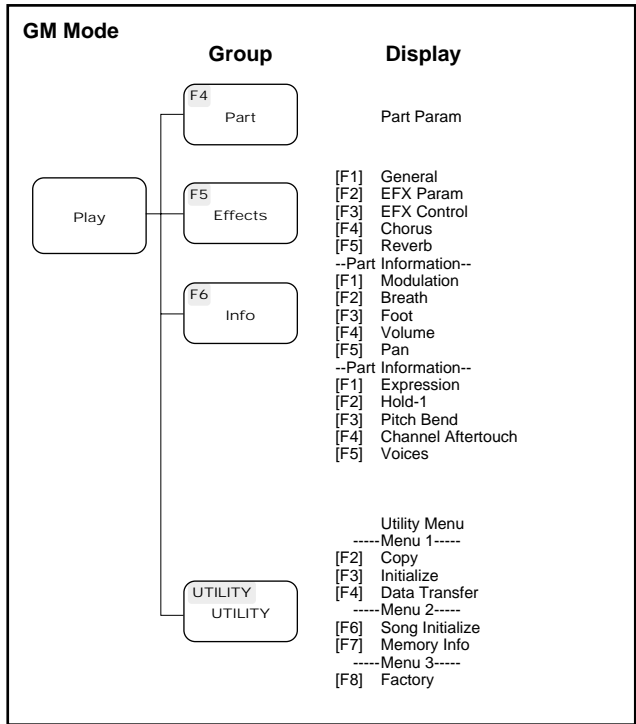 GM Mode
Group Display
F4
Part
Part Param
Play
F5
Effects
[F1] General
[F2] EFX Param
[F3] EFX Control
[F4] Chorus
[F5] Reverb
F6
Info
--Part Information--
[F1] Modulation
[F2] Breath
[F3] Foot
[F4] Volume
[F5] Pan
--Part Information--
[F1] Expression
[F2] Hold-1
[F3] Pitch Bend
[F4] Channel Aftertouch
[F5] Voices
UTILITY
UTILITY
Utility Menu
-----Menu 1-----
[F2] Copy
[F3] Initialize
[F4] Data Transfer
-----Menu 2-----
[F6] Song Initialize
[F7] Memory Info
-----Menu 3-----
[F8] Factory